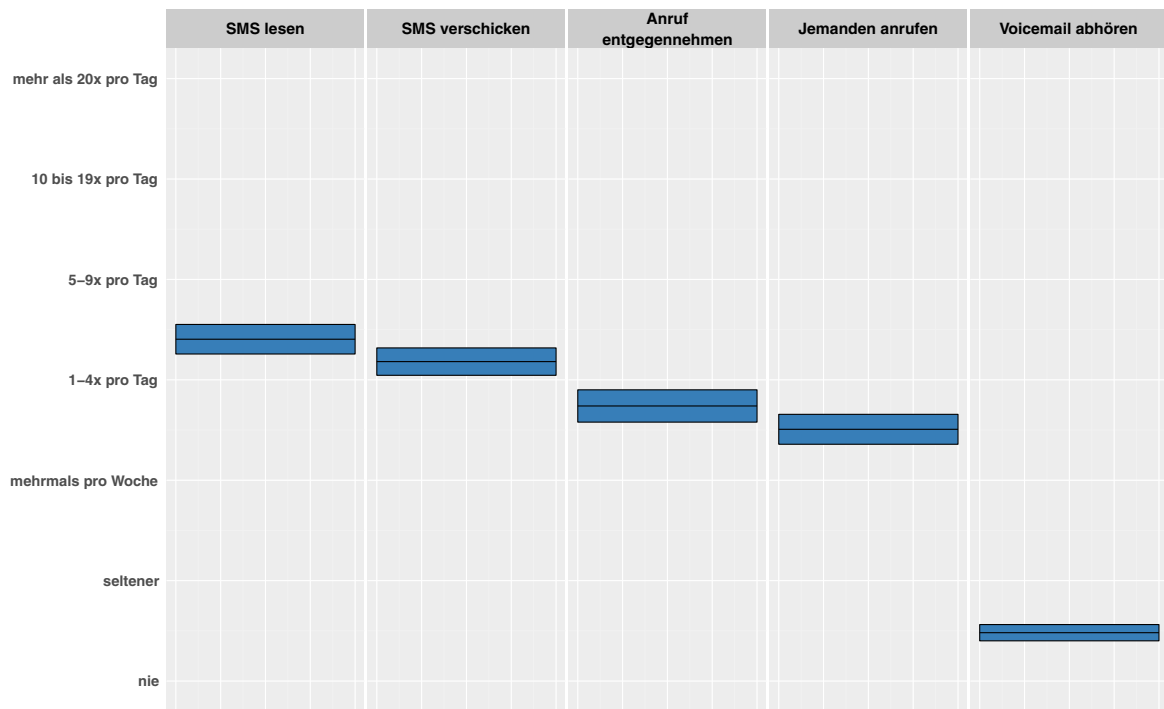 SMS lesen
SMS verschicken
Anruf
entgegennehmen
Jemanden anrufen
Voicemail abhören
mehr als 20x pro Tag
10 bis 19x pro Tag
5–9x pro Tag
1–4x pro Tag
mehrmals pro Woche
seltener
nie